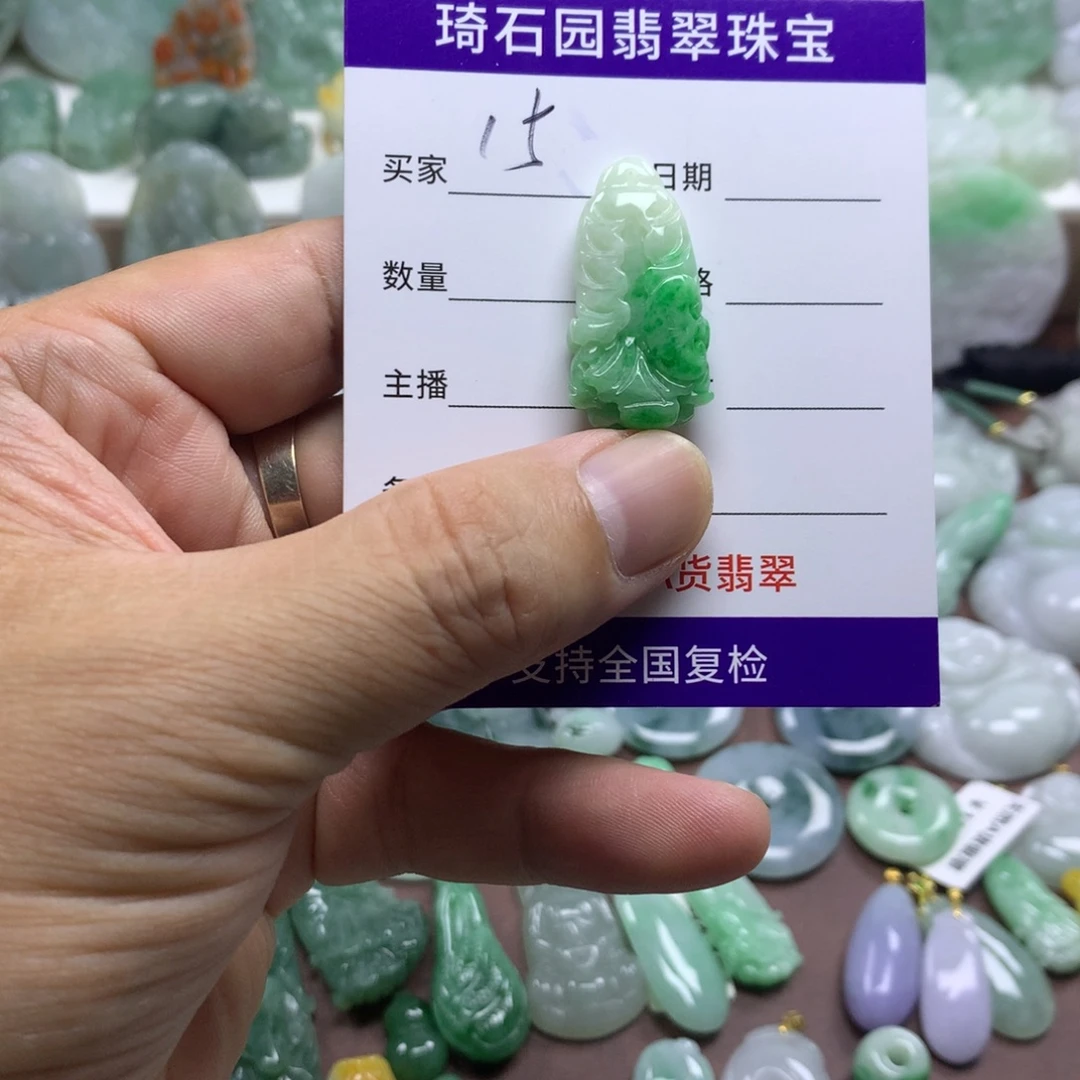 琦石园翡翠珠宝
买家 15 日期
数量
主播
货翡翠
支持全国复检